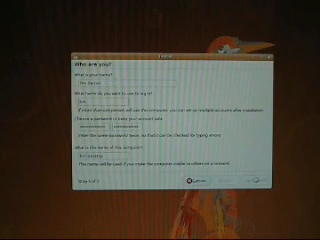 Install
Who are you?
What is your name?
What name do you want to use to log in?
If more than one person will use this computer, you can set up multiple accounts after installation.
Choose a password to keep your account safe.
Enter the same password twice, so that it can be checked for typing errors.
What is the name of this computer?
This name will be used if you make the computer visible to others on a network.
Step 5 of 7
Cancel